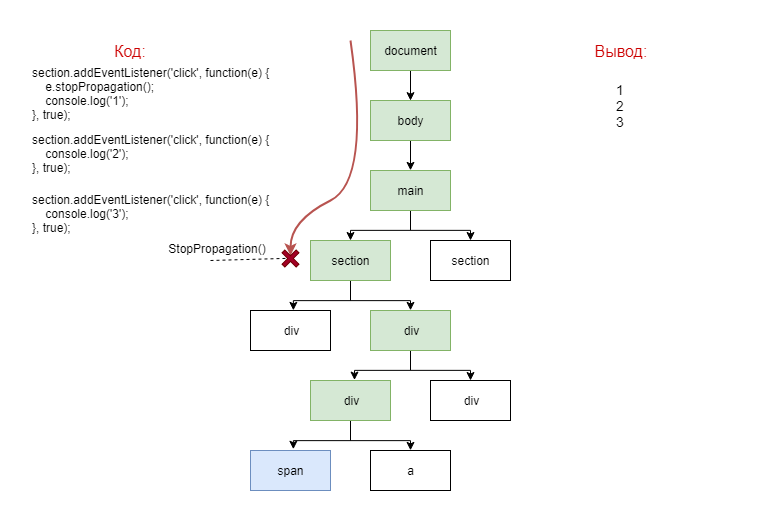 Код:
section.addEventListener('click', function(e) {
    e.stopPropagation();
    console.log('1');
}, true);
section.addEventListener('click', function(e) {
    console.log('2');
}, true);
section.addEventListener('click', function(e) {
    console.log('3');
}, true);
StopPropagation()
document
body
main
section
section
div
div
div
div
span
a
Вывод:
1
2
3